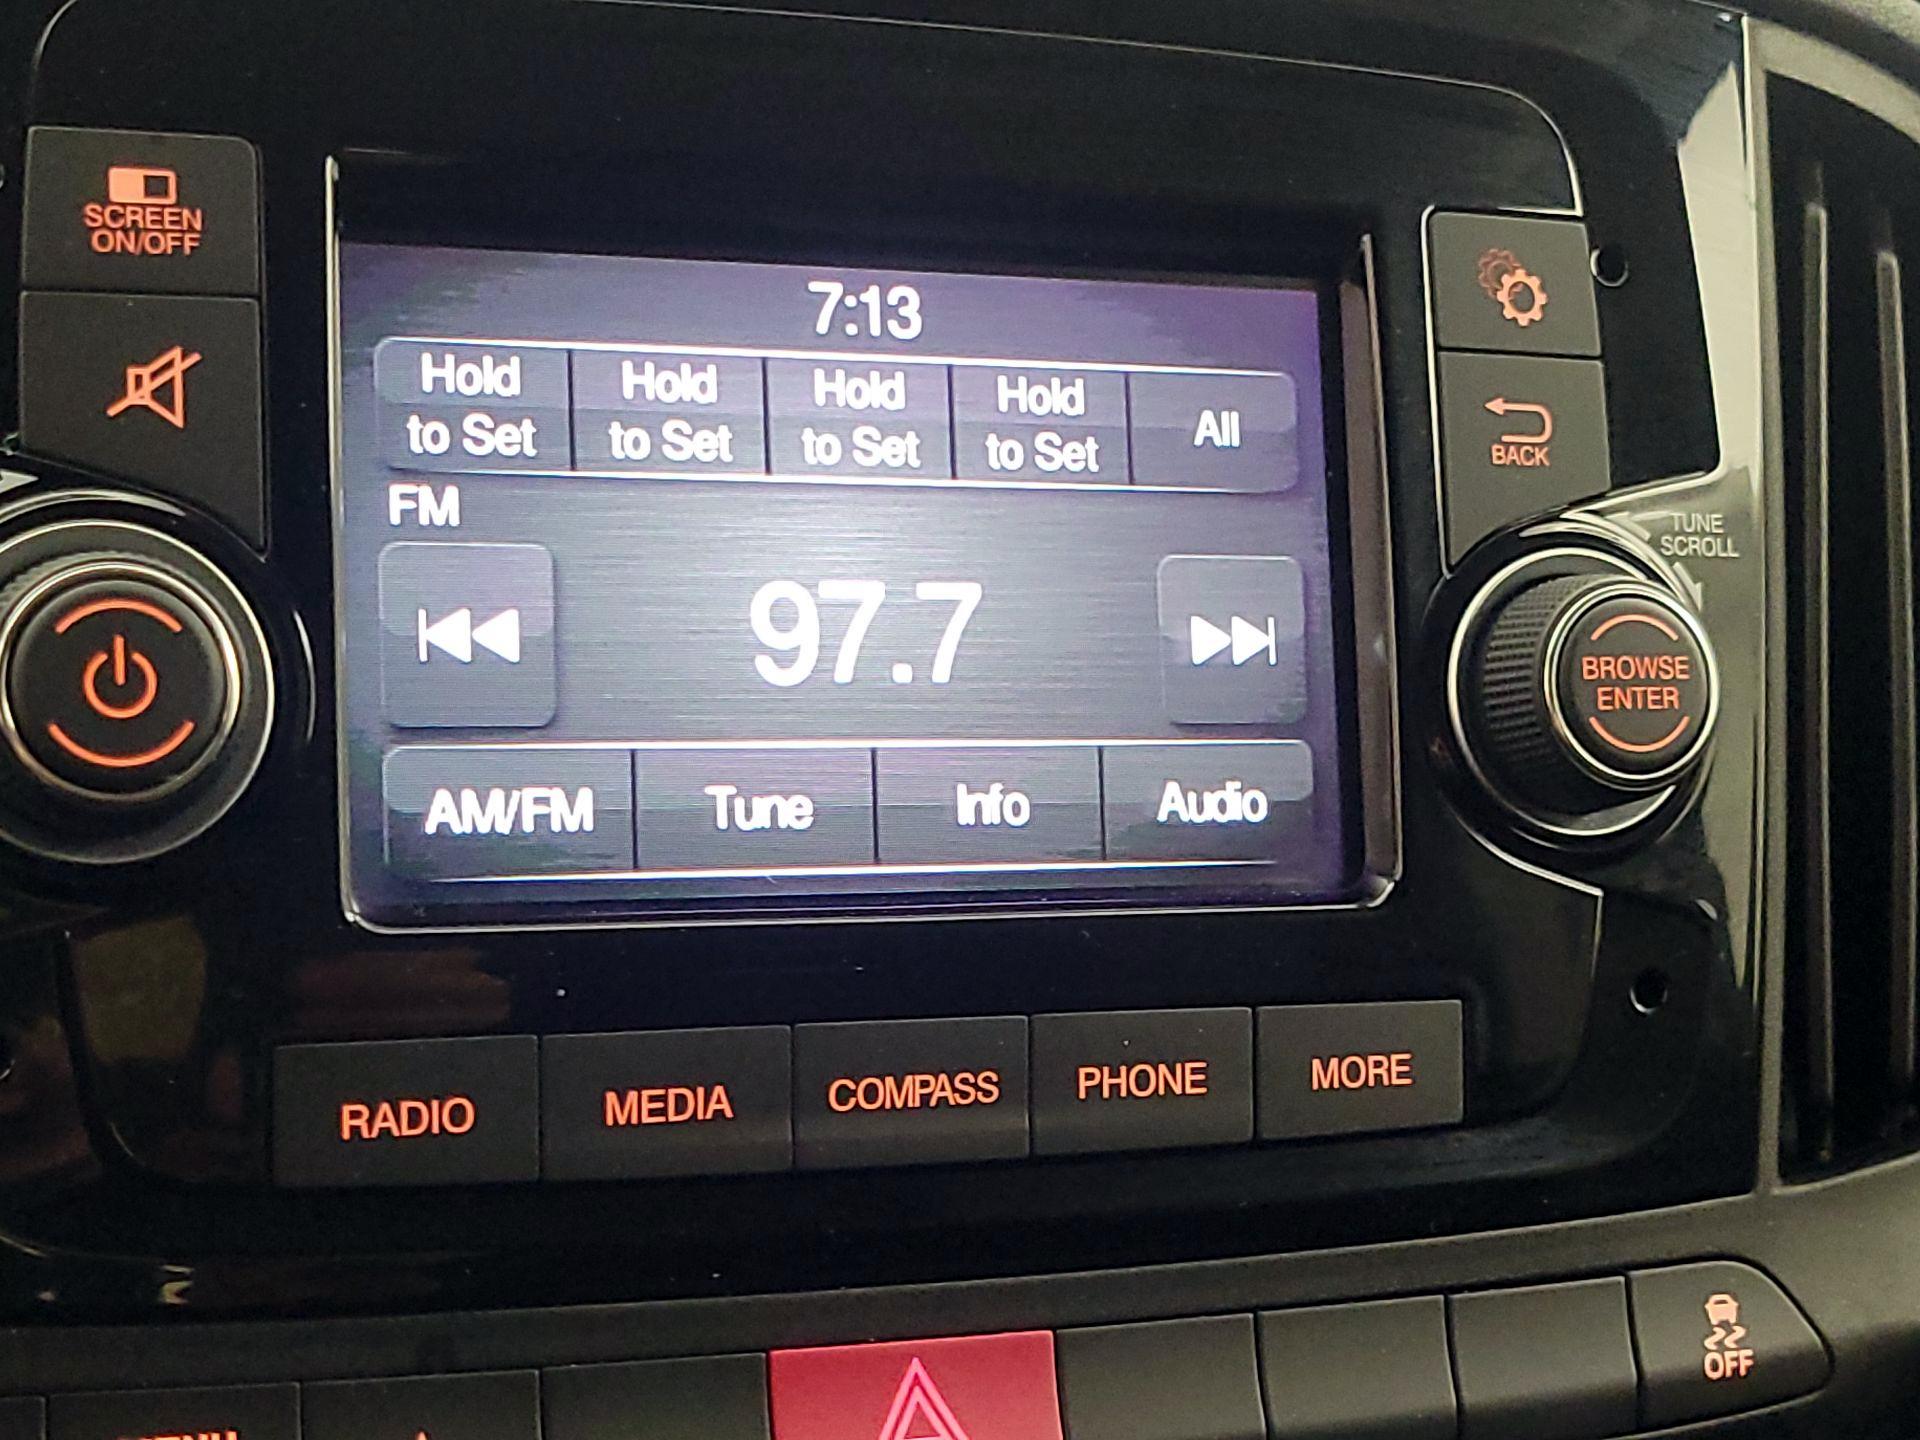 SCREEN
ON/OFF
7:13
Hold
to Set
Hold
to Set
Hold
to Set
Hold
to Set
All
BACK
FM
TUNE
SCROLL
97.7
BROWSE
ENTER
AM/FM
Tune
Info
Audio
RADIO
MEDIA
COMPASS
PHONE
MORE
OFF